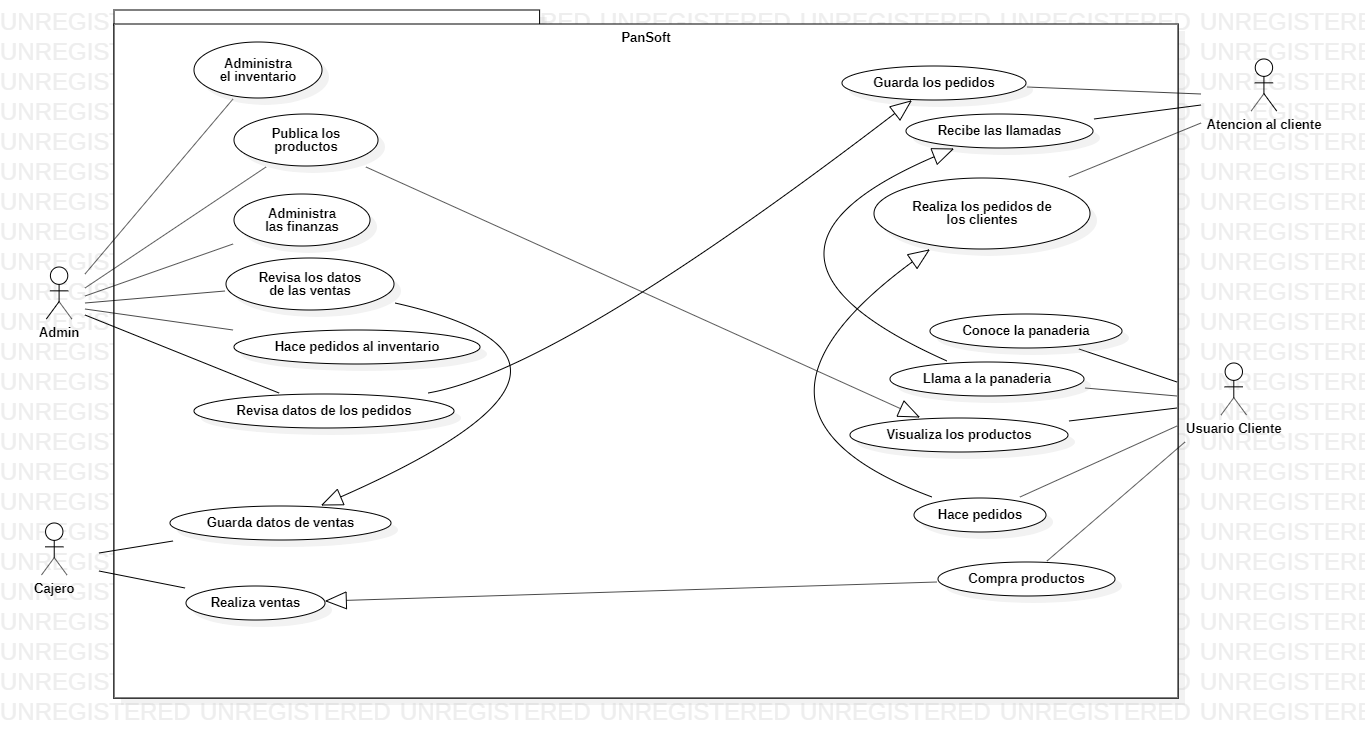 PanSoft
Administra
el inventario
Publica los
productos
Administra
las finanzas
Revisa los datos
de las ventas
Hace pedidos al inventario
Revisa datos de los pedidos
Guarda datos de ventas
Realiza ventas
Admin
Cajero
Guarda los pedidos
Recibe las llamadas
Realiza los pedidos de
los clientes
Conoce la panaderia
Llama a la panaderia
Visualiza los productos
Hace pedidos
Compra productos
Atencion al cliente
Usuario Cliente
UNREGISTERED UNREGISTERED UNREGISTERED UNREGISTERED UNREGISTERED UNREGISTERED UNREGISTERE